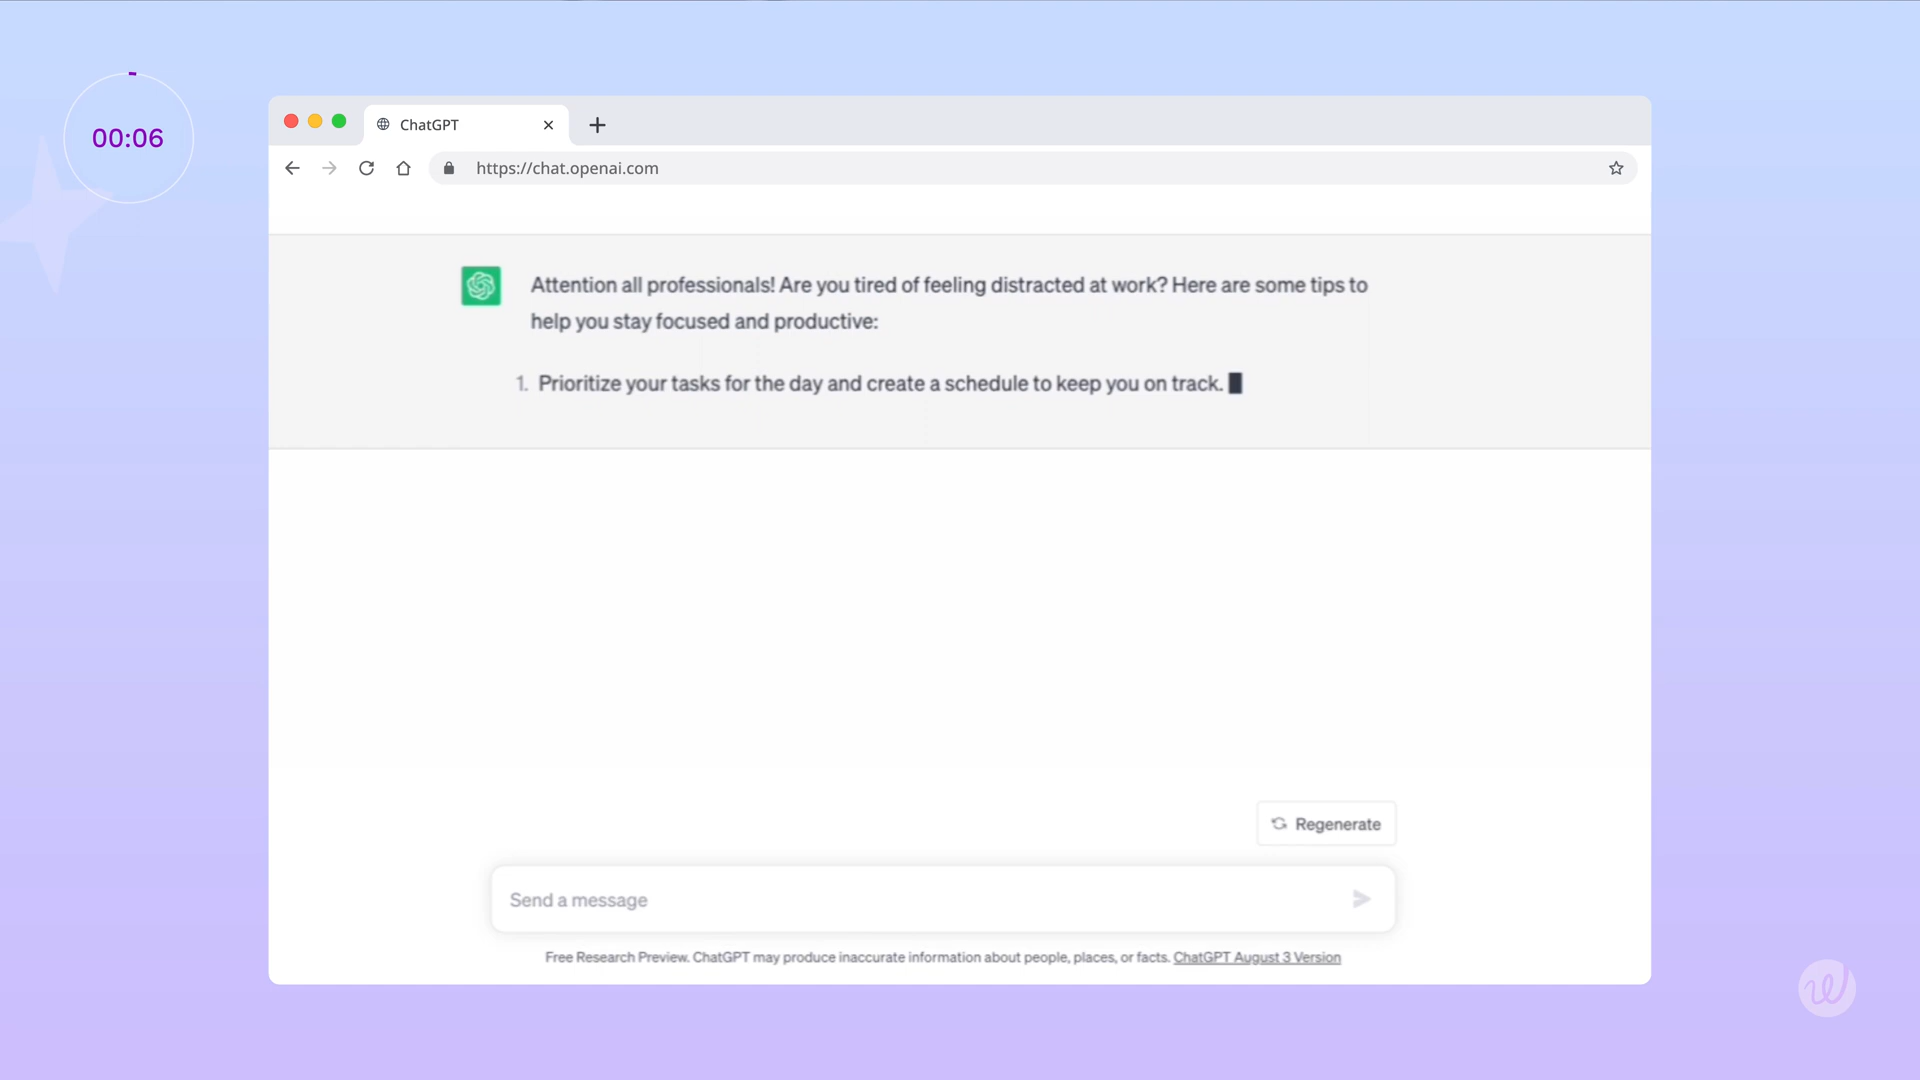 00:06
ChatGPT
https://chat.openai.com
Attention all professionals! Are you tired of feeling distracted at work? Here are some tips to
help you stay focused and productive:
1. Prioritize your tasks for the day and create a schedule to keep you on track.
Regenerate
Send a message
Free Research Preview. ChatGPT may produce inaccurate information about people, places, or facts. ChatGPT August 3 Version
w